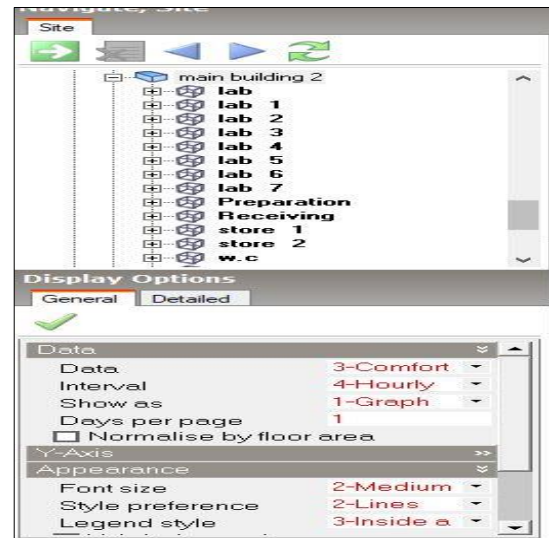 Navigate, Site
Site
main building 2
lab
lab 1
lab 2
lab 3
lab 4
lab 5
lab 6
lab 7
Preparation
Receiving
store 1
store 2
w.c
Display Options
General Detailed
Data
Data 3-Comfort
Interval 4-Hourly
Show as 1-Graph
Days per page 1
Normalise by floor area
Y-Axis
Appearance
Font size 2-Medium
Style preference 2-Lines
Legend style 3-Inside a